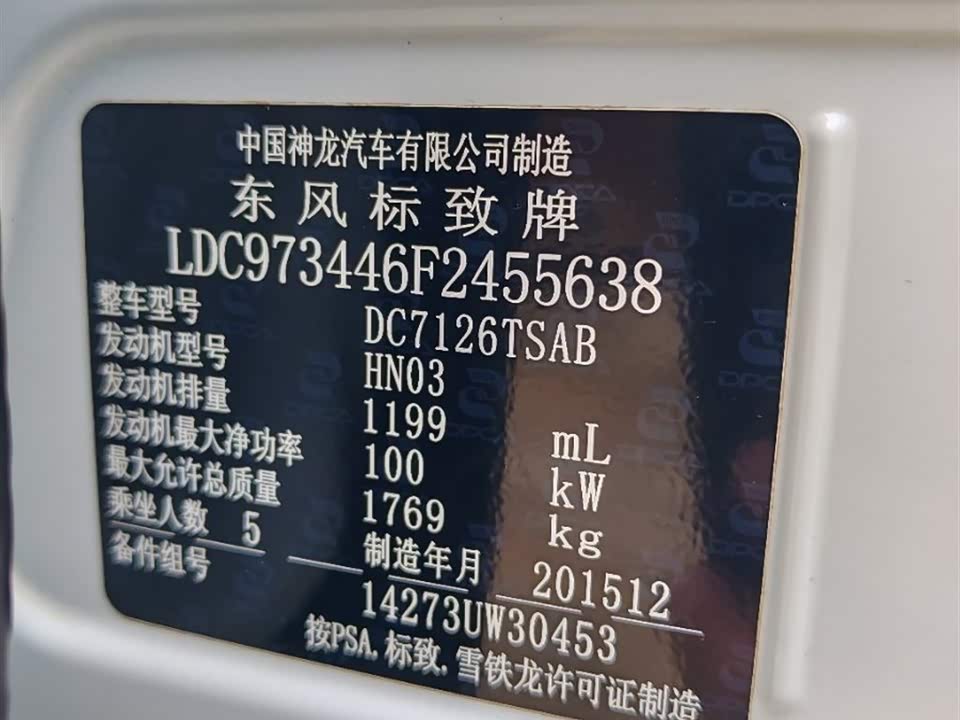 中国神龙汽车有限公司制造
东风标致牌
LDC973446F2455638
整车型号 DC7126TSAB
发动机型号 HN03
发动机排量 1199 mL
发动机最大净功率 100 kW
最大允许总质量 1769 kg
乘坐人数 5 制造年月 201512
备件组号 14273UW30453
按PSA.标致.雪铁龙许可证制造